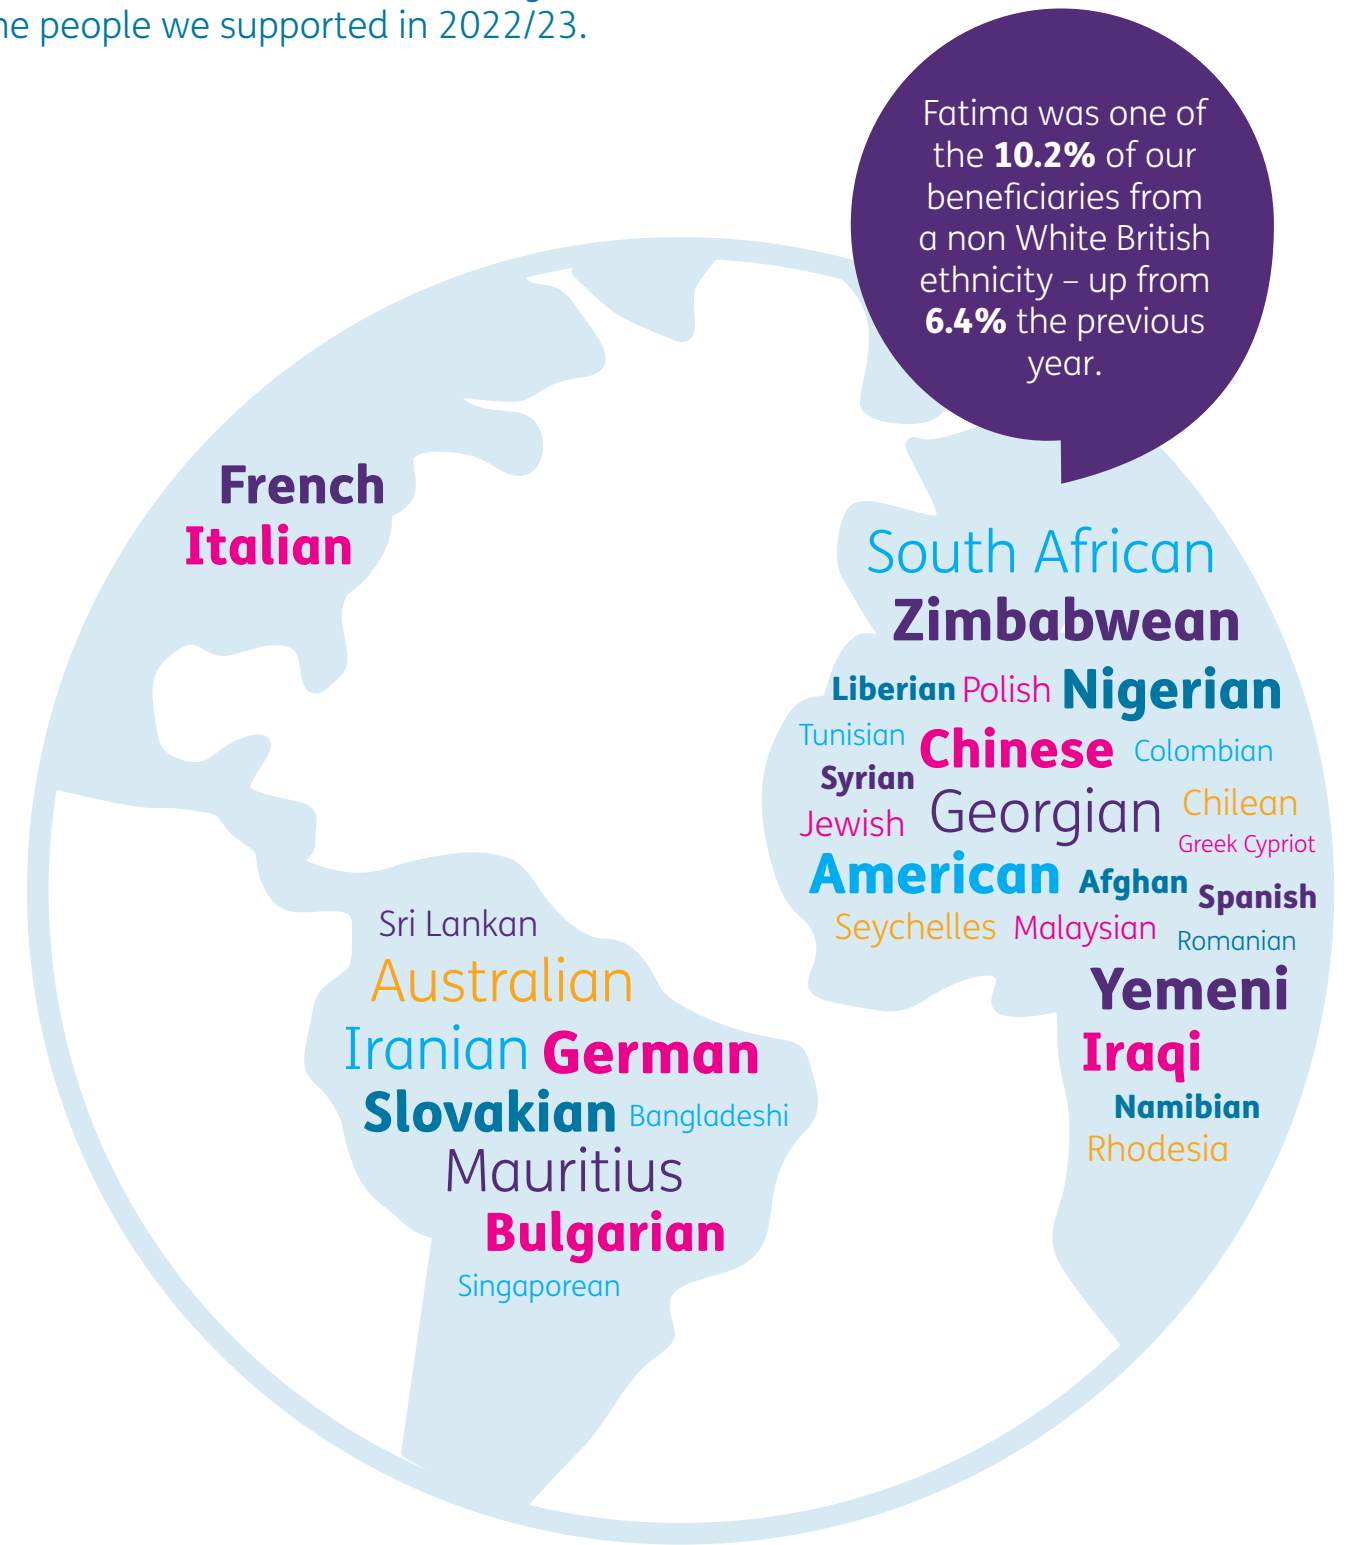 he people we supported in 2022/23.
Fatima was one of
the 10.2% of our
beneficiaries from
a non White British
ethnicity – up from
6.4% the previous
year.
French
Italian
South African
Zimbabwean
Liberian Polish Nigerian
Tunisian Chinese Colombian
Syrian
Jewish Georgian Chilean
Greek Cypriot
American Afghan Spanish
Seychelles Malaysian Romanian
Yemeni
Iraqi
Namibian
Rhodesia
Sri Lankan
Australian
Iranian German
Slovakian Bangladeshi
Mauritius
Bulgarian
Singaporean